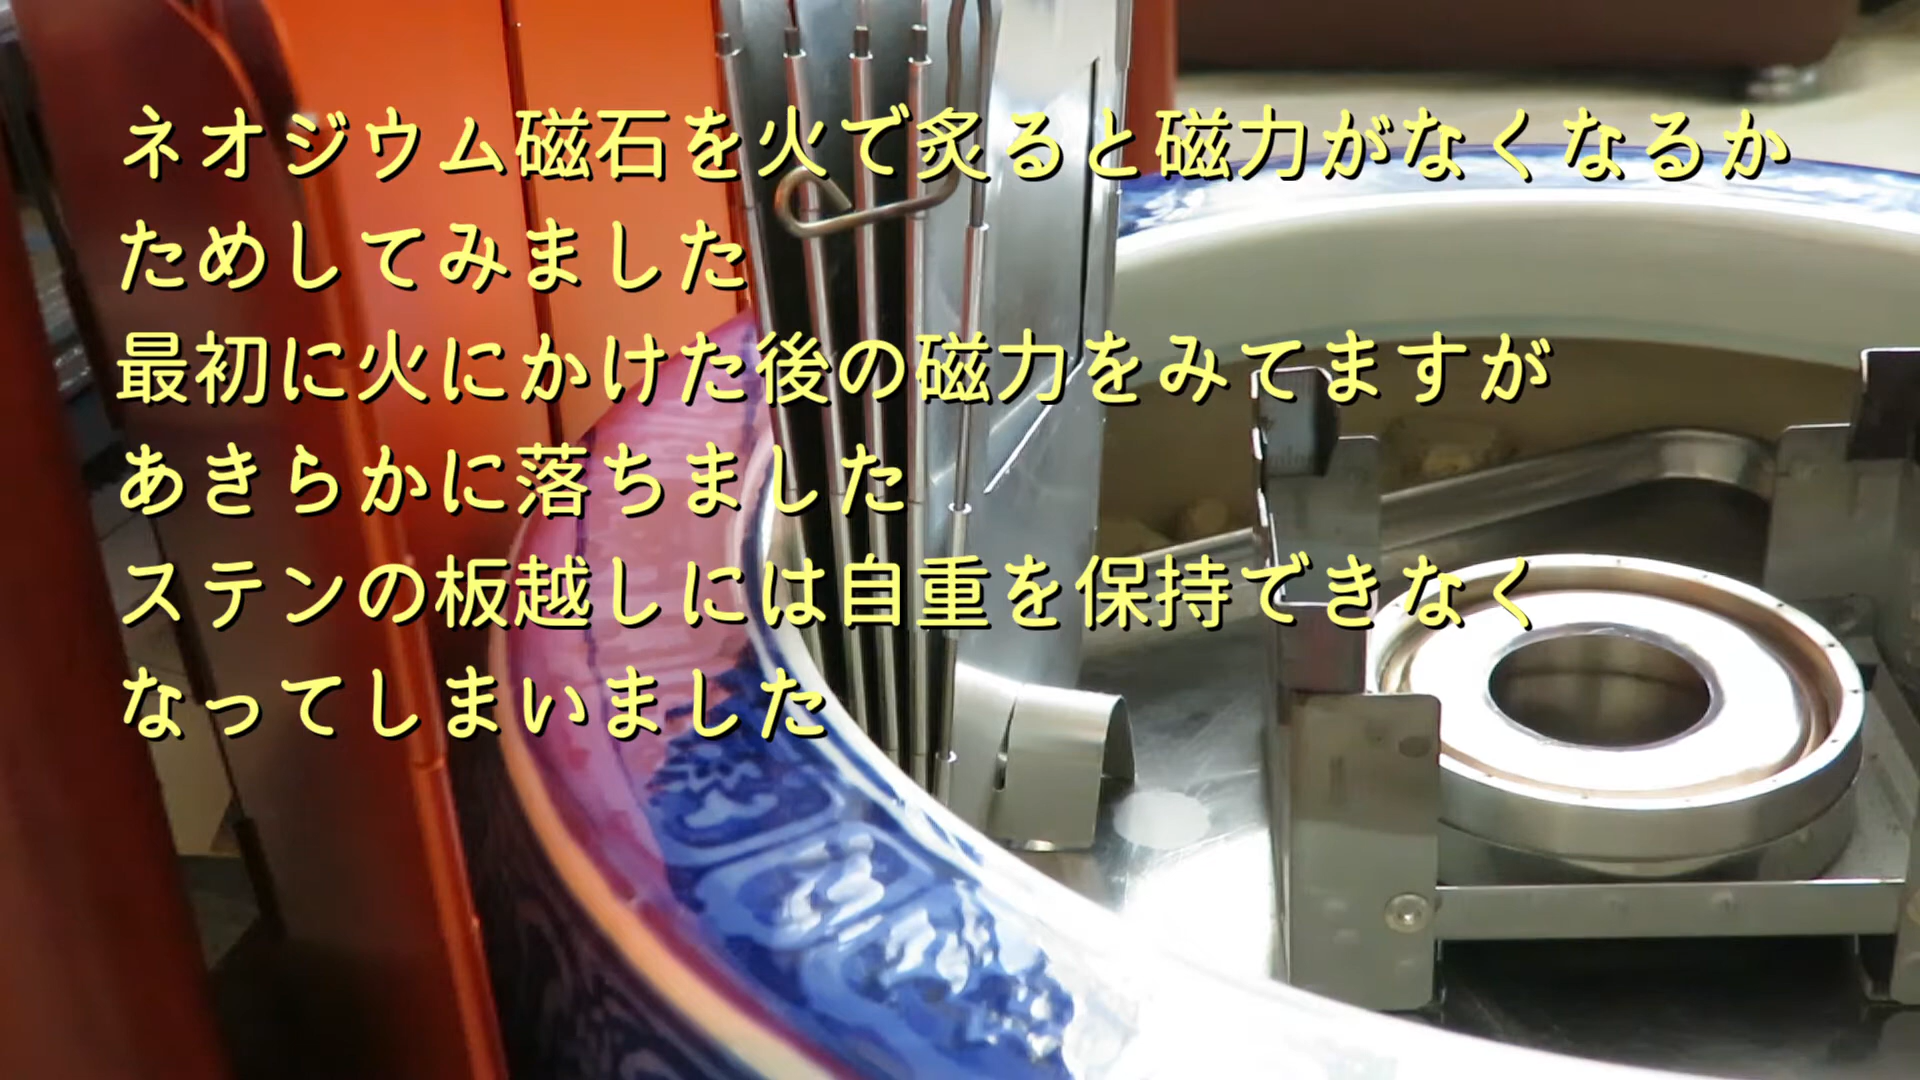 ネオジウム磁石を火で炙ると磁力がなくなるか
ためしてみました
最初に火にかけた後の磁力をみてますが
あきらかに落ちました
ステンの板越しには自重を保持できなく
なってしまいました